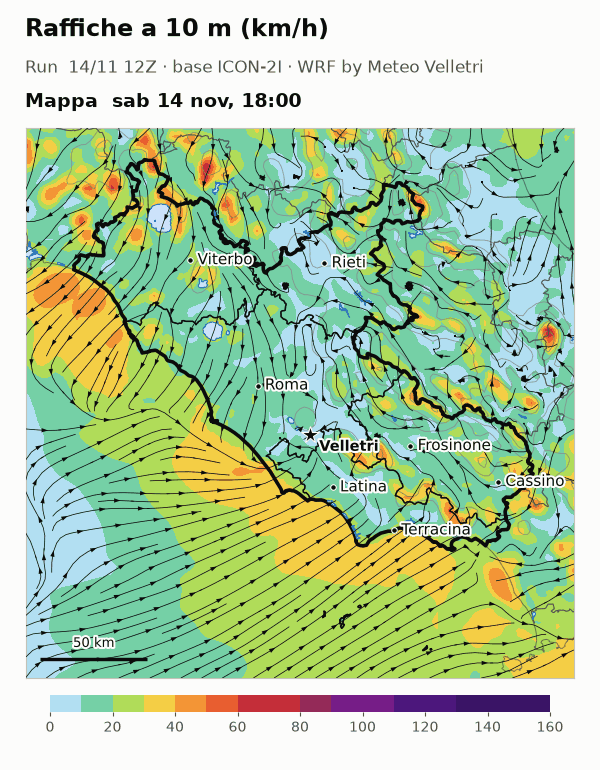 Raffiche a 10 m (km/h)
Run  14/11 12Z · base ICON-2I · WRF by Meteo Velletri
Mappa  sab 14 nov, 18:00
Viterbo
Rieti
Roma
Velletri
Frosinone
Cassino
Latina
Terracina
50 km
0 20 40 60 80 100 120 140 160